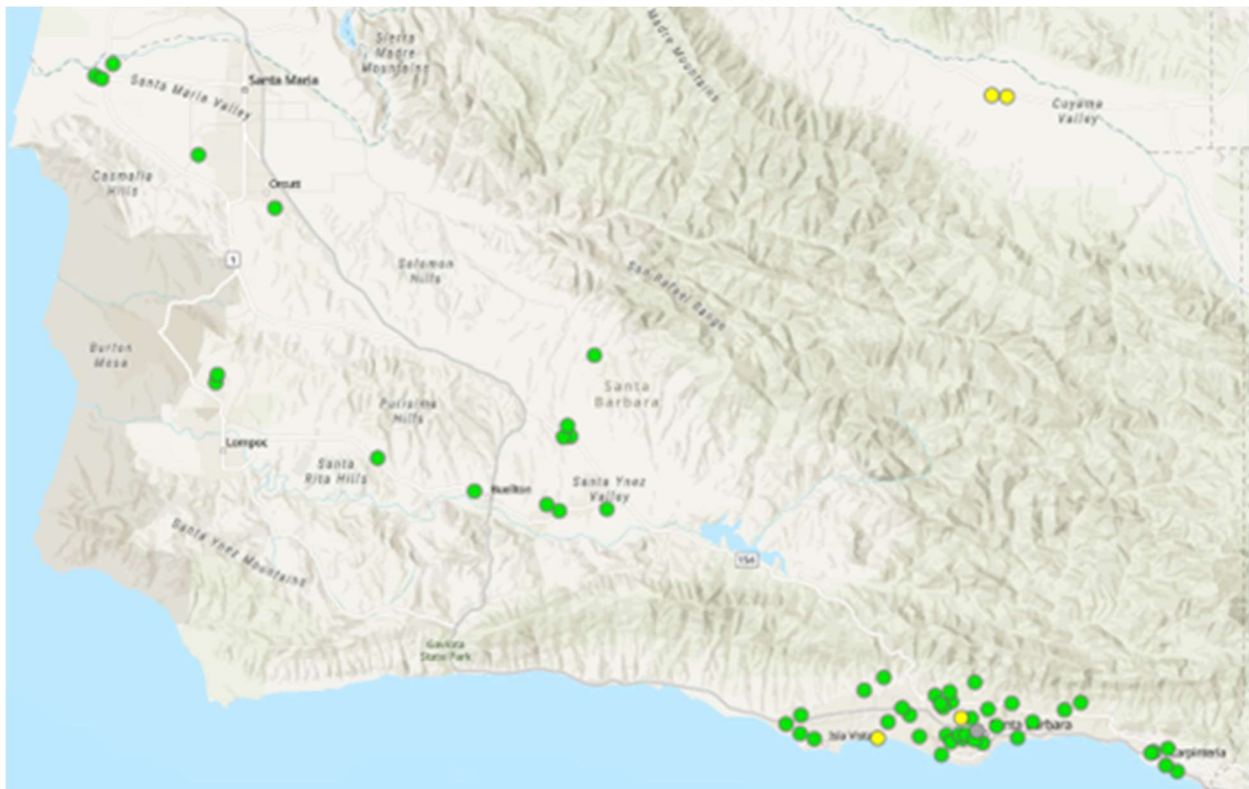 Sierra
Madre
Mountains
Madre Mountains
Santa Maria
Santa Maria Valley
Cuyama
Valley
Casmalia
Hills
Orcutt
1
Solomon
Hills
San Rafael Range
Burton
Mesa
Santa
Barbara
Purisima
Hills
Lompoc
Santa
Rita Hills
Buellton
Santa Ynez
Valley
Santa Ynez Mountains
154
Gaviota
State Park
Isla Vista
nta Barbara
Carpinteria